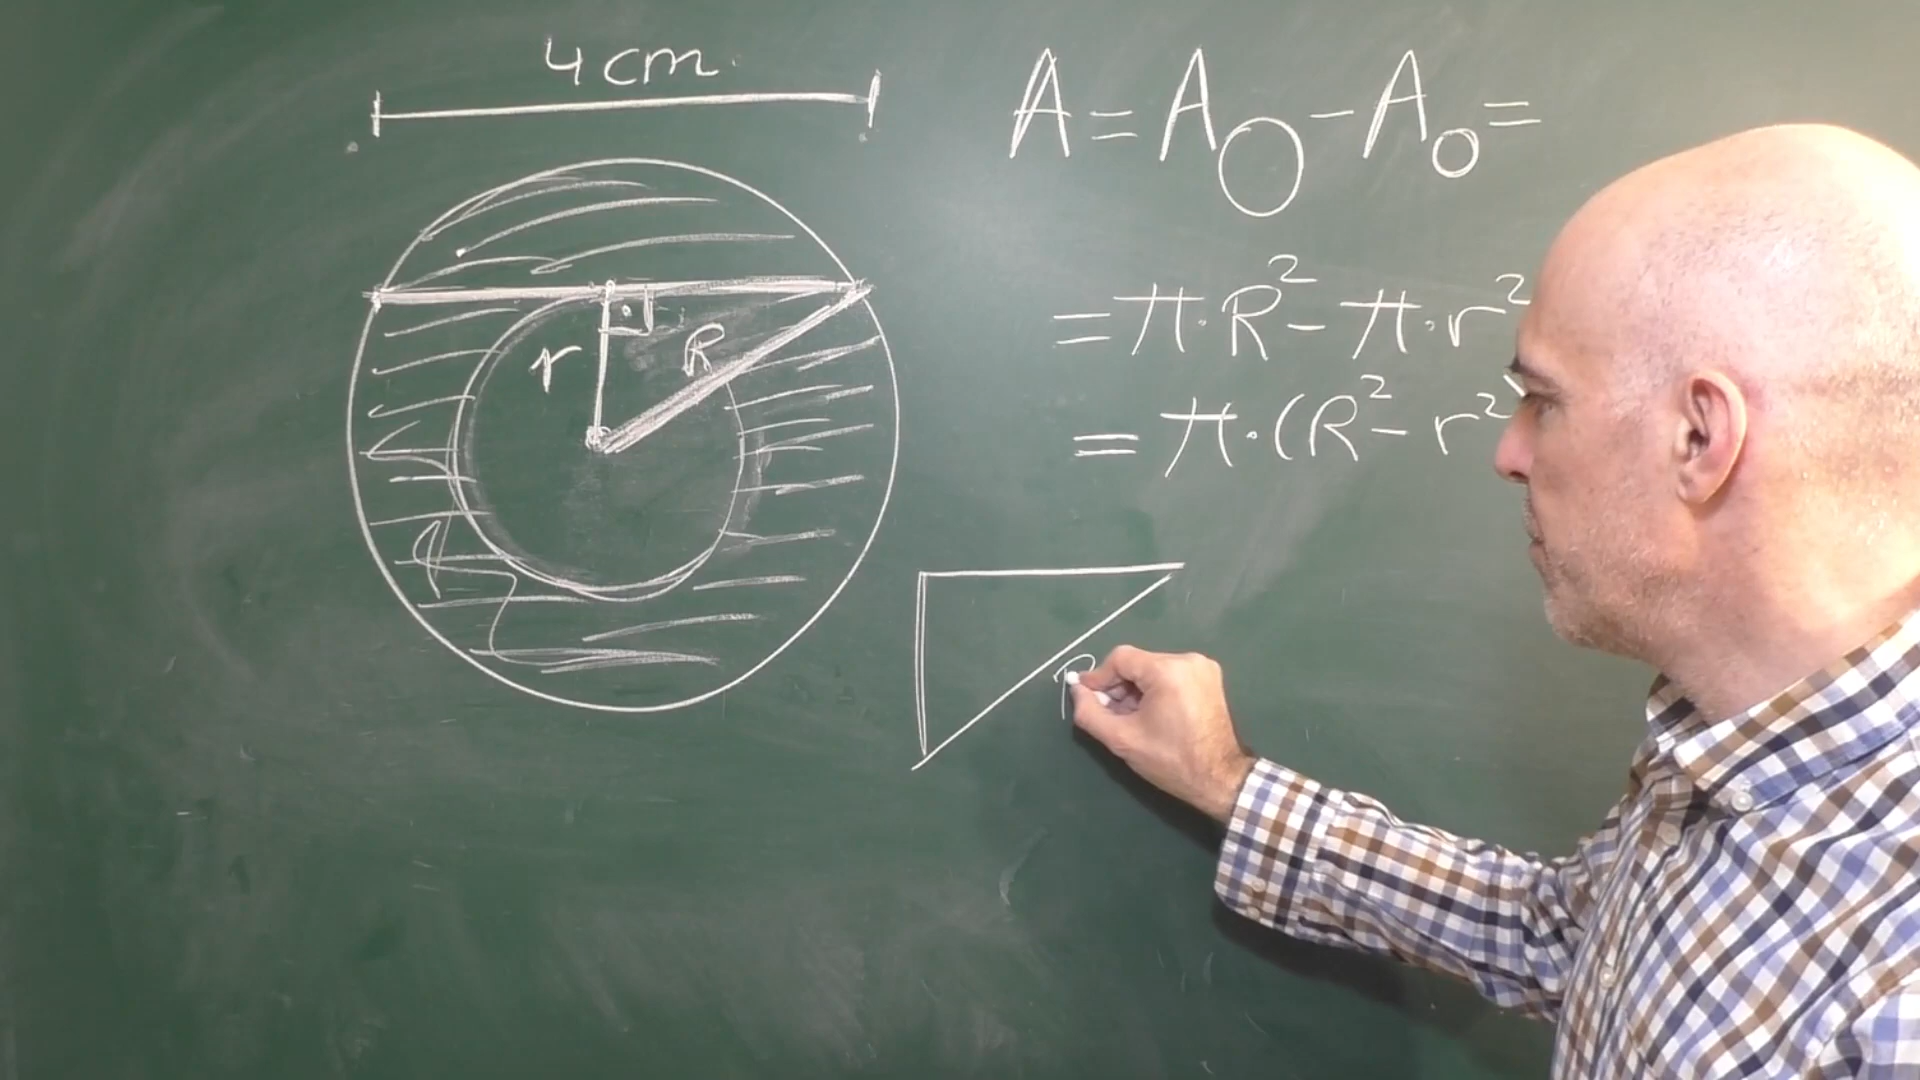 4 cm
A = A◯ - A○ =
= π · R² - π · r²
= π · (R² - r²
r
R
A
R